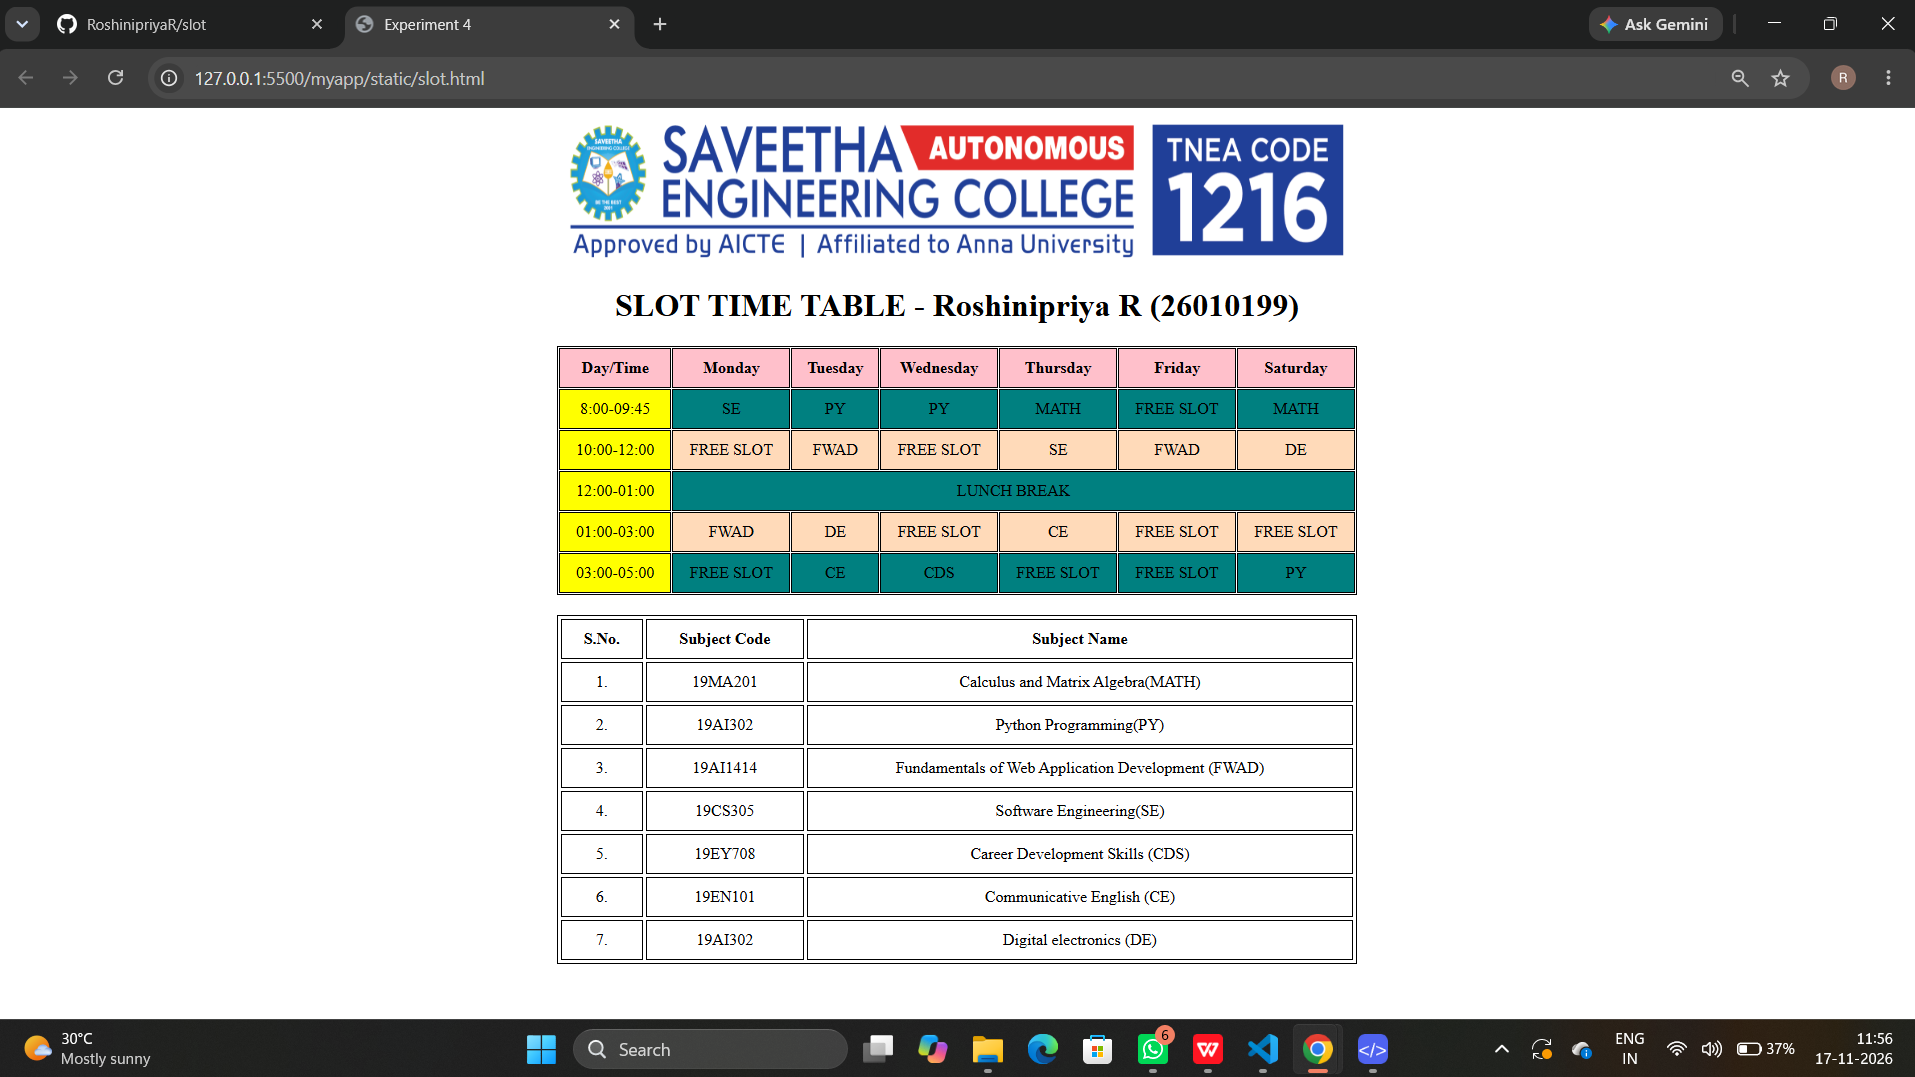 RoshinipriyaR/slot
Experiment 4
Ask Gemini
127.0.0.1:5500/myapp/static/slot.html
R
SAVEETHA
ENGINEERING COLLEGE
BE THE BEST
2001
SAVEETHA AUTONOMOUS
ENGINEERING COLLEGE
Approved by AICTE | Affiliated to Anna University
TNEA CODE
1216
SLOT TIME TABLE - Roshinipriya R (26010199)
Day/Time Monday Tuesday Wednesday Thursday Friday Saturday
8:00-09:45 SE PY PY MATH FREE SLOT MATH
10:00-12:00 FREE SLOT FWAD FREE SLOT SE FWAD DE
12:00-01:00 LUNCH BREAK
01:00-03:00 FWAD DE FREE SLOT CE FREE SLOT FREE SLOT
03:00-05:00 FREE SLOT CE CDS FREE SLOT FREE SLOT PY
S.No. Subject Code Subject Name
1. 19MA201 Calculus and Matrix Algebra(MATH)
2. 19AI302 Python Programming(PY)
3. 19AI1414 Fundamentals of Web Application Development (FWAD)
4. 19CS305 Software Engineering(SE)
5. 19EY708 Career Development Skills (CDS)
6. 19EN101 Communicative English (CE)
7. 19AI302 Digital electronics (DE)
30°C
Mostly sunny
Search
6
W
ENG
IN
37%
11:56
17-11-2026